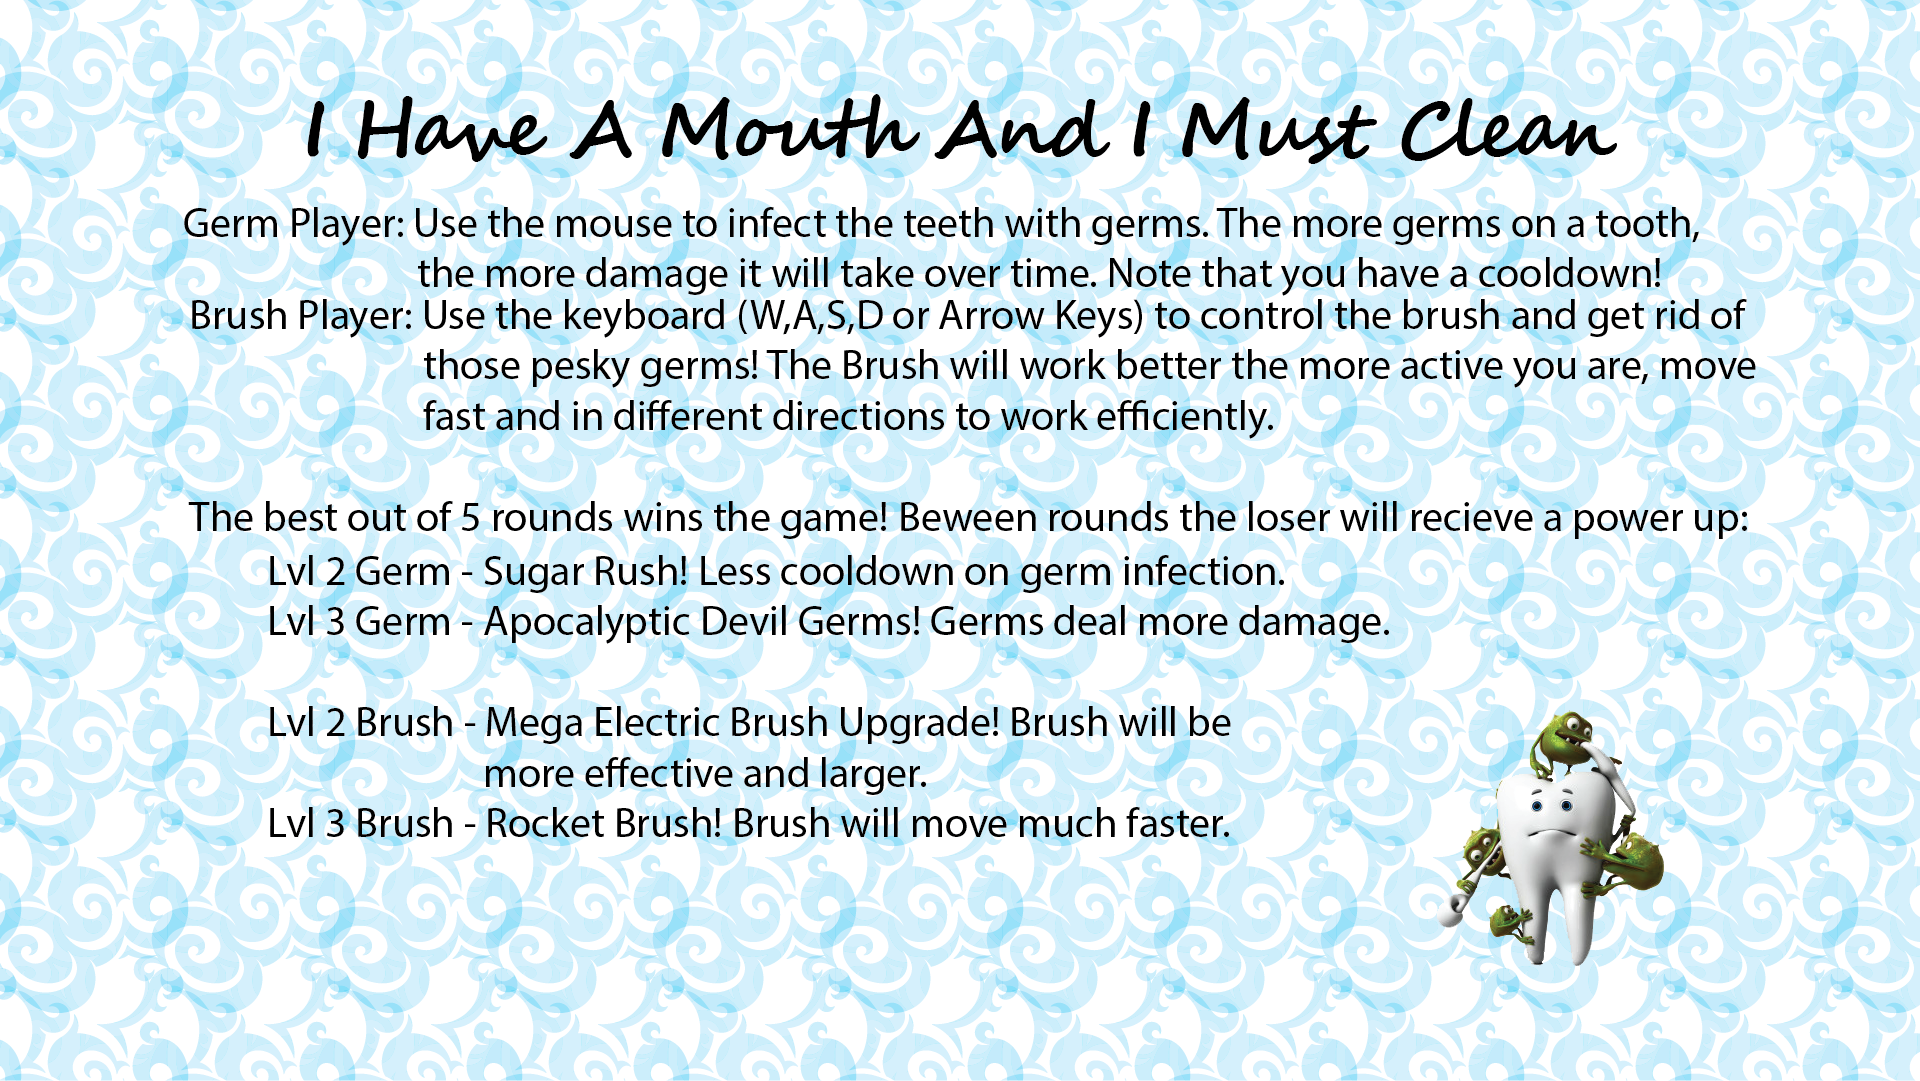 I Have A Mouth And I Must Clean
Germ Player: Use the mouse to infect the teeth with germs. The more germs on a tooth,
the more damage it will take over time. Note that you have a cooldown!
Brush Player: Use the keyboard (W,A,S,D or Arrow Keys) to control the brush and get rid of
those pesky germs! The Brush will work better the more active you are, move
fast and in different directions to work efficiently.
The best out of 5 rounds wins the game! Beween rounds the loser will recieve a power up:
Lvl 2 Germ - Sugar Rush! Less cooldown on germ infection.
Lvl 3 Germ - Apocalyptic Devil Germs! Germs deal more damage.
Lvl 2 Brush - Mega Electric Brush Upgrade! Brush will be
more effective and larger.
Lvl 3 Brush - Rocket Brush! Brush will move much faster.